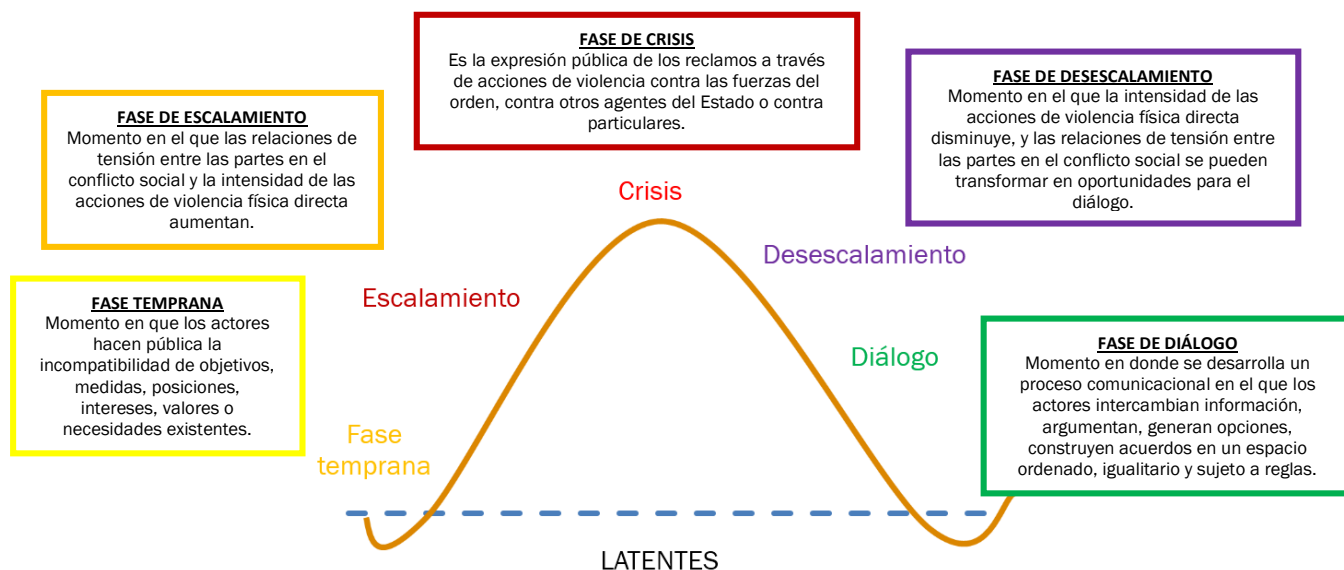 FASE DE CRISIS
Es la expresión pública de los reclamos a través
de acciones de violencia contra las fuerzas del
orden, contra otros agentes del Estado o contra
particulares.
FASE DE DESESCALAMIENTO
Momento en el que la intensidad de las
acciones de violencia física directa
disminuye, y las relaciones de tensión entre
las partes en el conflicto social se pueden
transformar en oportunidades para el
diálogo.
FASE DE ESCALAMIENTO
Momento en el que las relaciones de
tensión entre las partes en el
conflicto social y la intensidad de las
acciones de violencia física directa
aumentan.
Crisis
Desescalamiento
Escalamiento
FASE TEMPRANA
Momento en que los actores
hacen pública la
incompatibilidad de objetivos,
medidas, posiciones,
intereses, valores o
necesidades existentes.
Diálogo
FASE DE DIÁLOGO
Momento en donde se desarrolla un
proceso comunicacional en el que los
actores intercambian información,
argumentan, generan opciones,
construyen acuerdos en un espacio
ordenado, igualitario y sujeto a reglas.
Fase
temprana
LATENTES